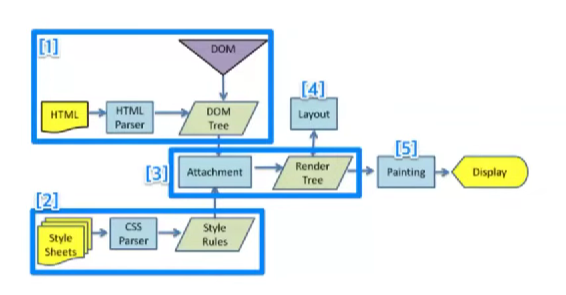 [1]
DOM
HTML
HTML
Parser
DOM
Tree
[4]
Layout
[3]
Attachment
Render
Tree
[5]
Painting
Display
[2]
Style
Sheets
CSS
Parser
Style
Rules